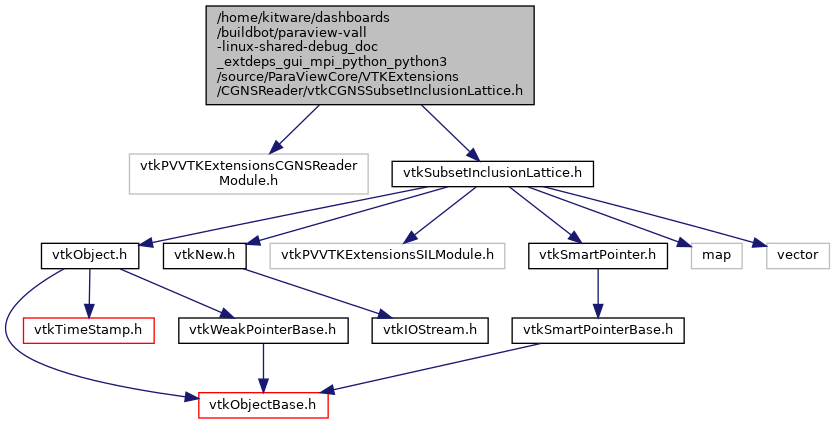 /home/kitware/dashboards
/buildbot/paraview-vall
-linux-shared-debug_doc
_extdeps_gui_mpi_python_python3
/source/ParaViewCore/VTKExtensions
/CGNSReader/vtkCGNSSubsetInclusionLattice.h
vtkPVVTKExtensionsCGNSReader
Module.h
vtkSubsetInclusionLattice.h
vtkObject.h
vtkNew.h
vtkPVVTKExtensionsSILModule.h
vtkSmartPointer.h
map
vector
vtkTimeStamp.h
vtkWeakPointerBase.h
vtkIOStream.h
vtkSmartPointerBase.h
vtkObjectBase.h